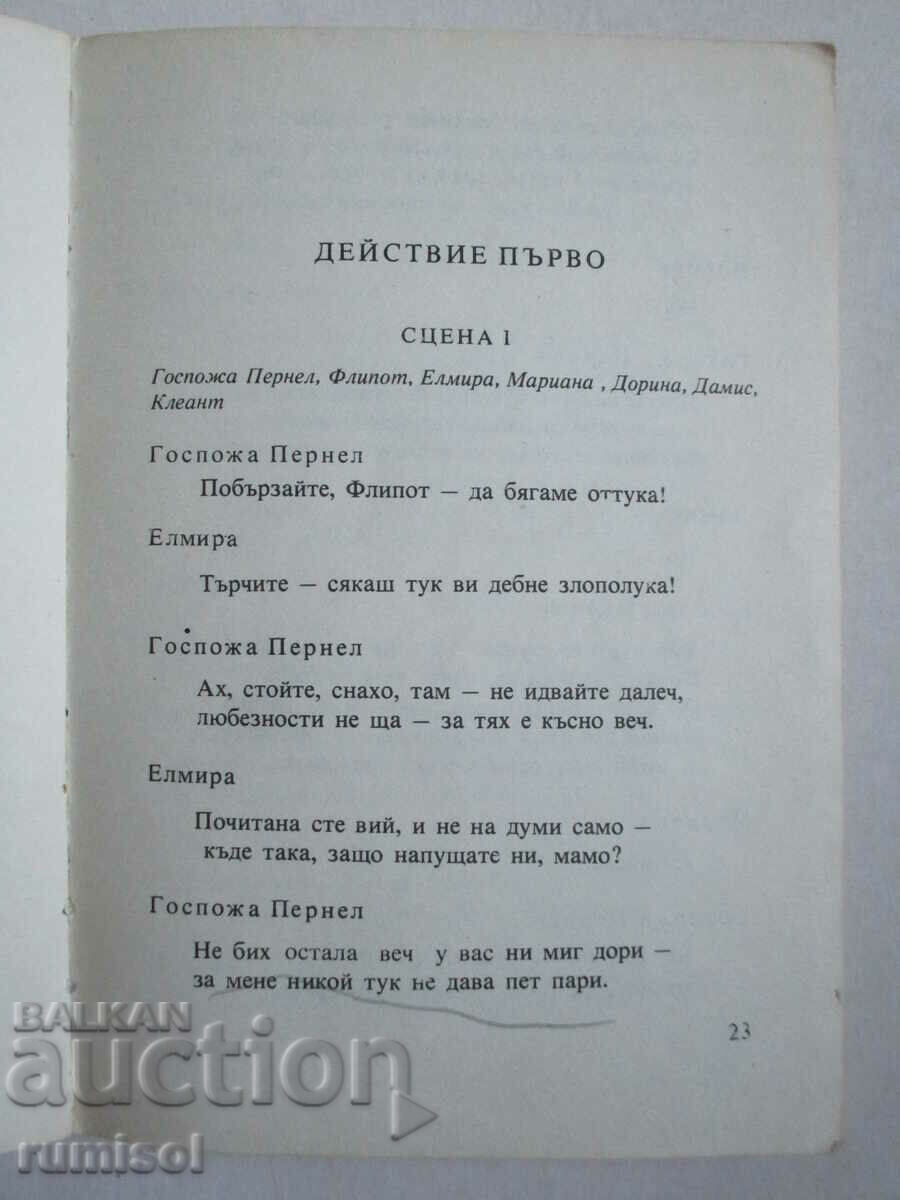 ДЕЙСТВИЕ ПЪРВО
СЦЕНА I
Госпожа Пернел, Флипот, Елмира, Мариана , Дорина, Дамис,
Клеант
Госпожа Пернел
Побързайте, Флипот — да бягаме оттука!
Елмира
Търчите — сякаш тук ви дебне злополука!
Госпожа Пернел
Ах, стойте, снахо, там — не идвайте далеч,
любезности не ща — за тях е късно веч.
Елмира
Почитана сте вий, и не на думи само —
къде така, защо напущате ни, мамо?
Госпожа Пернел
Не бих остала веч у вас ни миг дори —
за мене никой тук не дава пет пари.
23
BALKAN
auction
rumisol